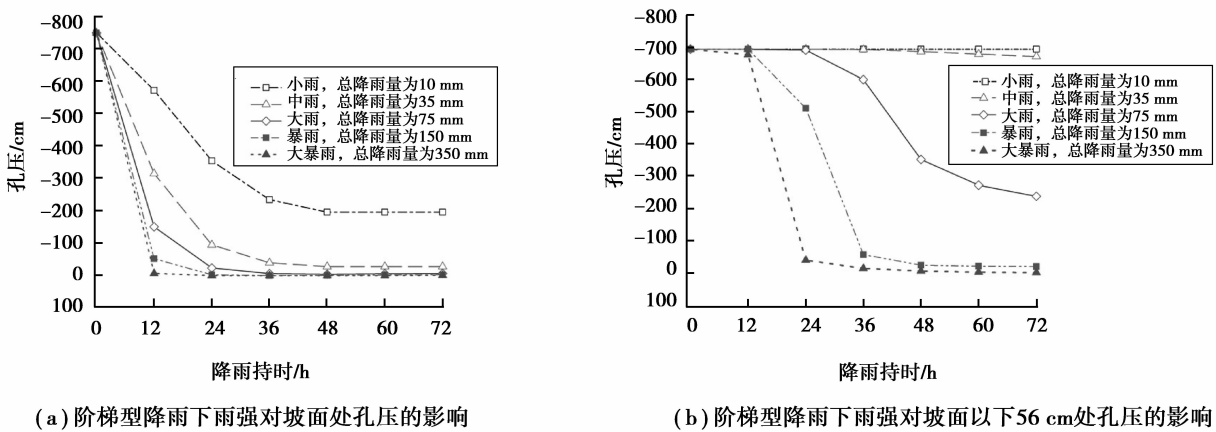 -800
-700
-600
-500
-400
-300
-200
-100
0
100
孔压/cm
0 12 24 36 48 60 72
降雨持时/h
小雨，总降雨量为10 mm
中雨，总降雨量为35 mm
大雨，总降雨量为75 mm
暴雨，总降雨量为150 mm
大暴雨，总降雨量为350 mm
(a)阶梯型降雨下雨强对坡面处孔压的影响
-800
-700
-600
-500
-400
-300
-200
-100
0
100
孔压/cm
0 12 24 36 48 60 72
降雨持时/h
小雨，总降雨量为10 mm
中雨，总降雨量为35 mm
大雨，总降雨量为75 mm
暴雨，总降雨量为150 mm
大暴雨，总降雨量为350 mm
(b)阶梯型降雨下雨强对坡面以下56 cm处孔压的影响